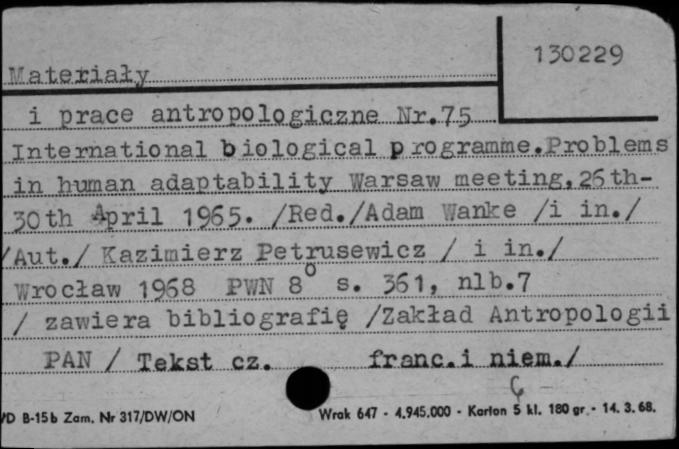 130229
Materiały
i prace antropologiczne Nr.75
International biological programme.Problems
in human adaptability Warsaw meeting,26th-
30th April 1965. /Red./Adam Wanke /i in./
/Aut./ Kazimierz Petrusewicz / i in./
Wrocław 1968 PWN 8° s. 361, nlb.7
/ zawiera bibliografię /Zakład Antropologii
PAN / Tekst cz. franc.i niem./
/D B-15b Zam. Nr 317/DW/ON Wrak 647 - 4.945.000 - Karton 5 kl. 180 gr. - 14. 3. 68.